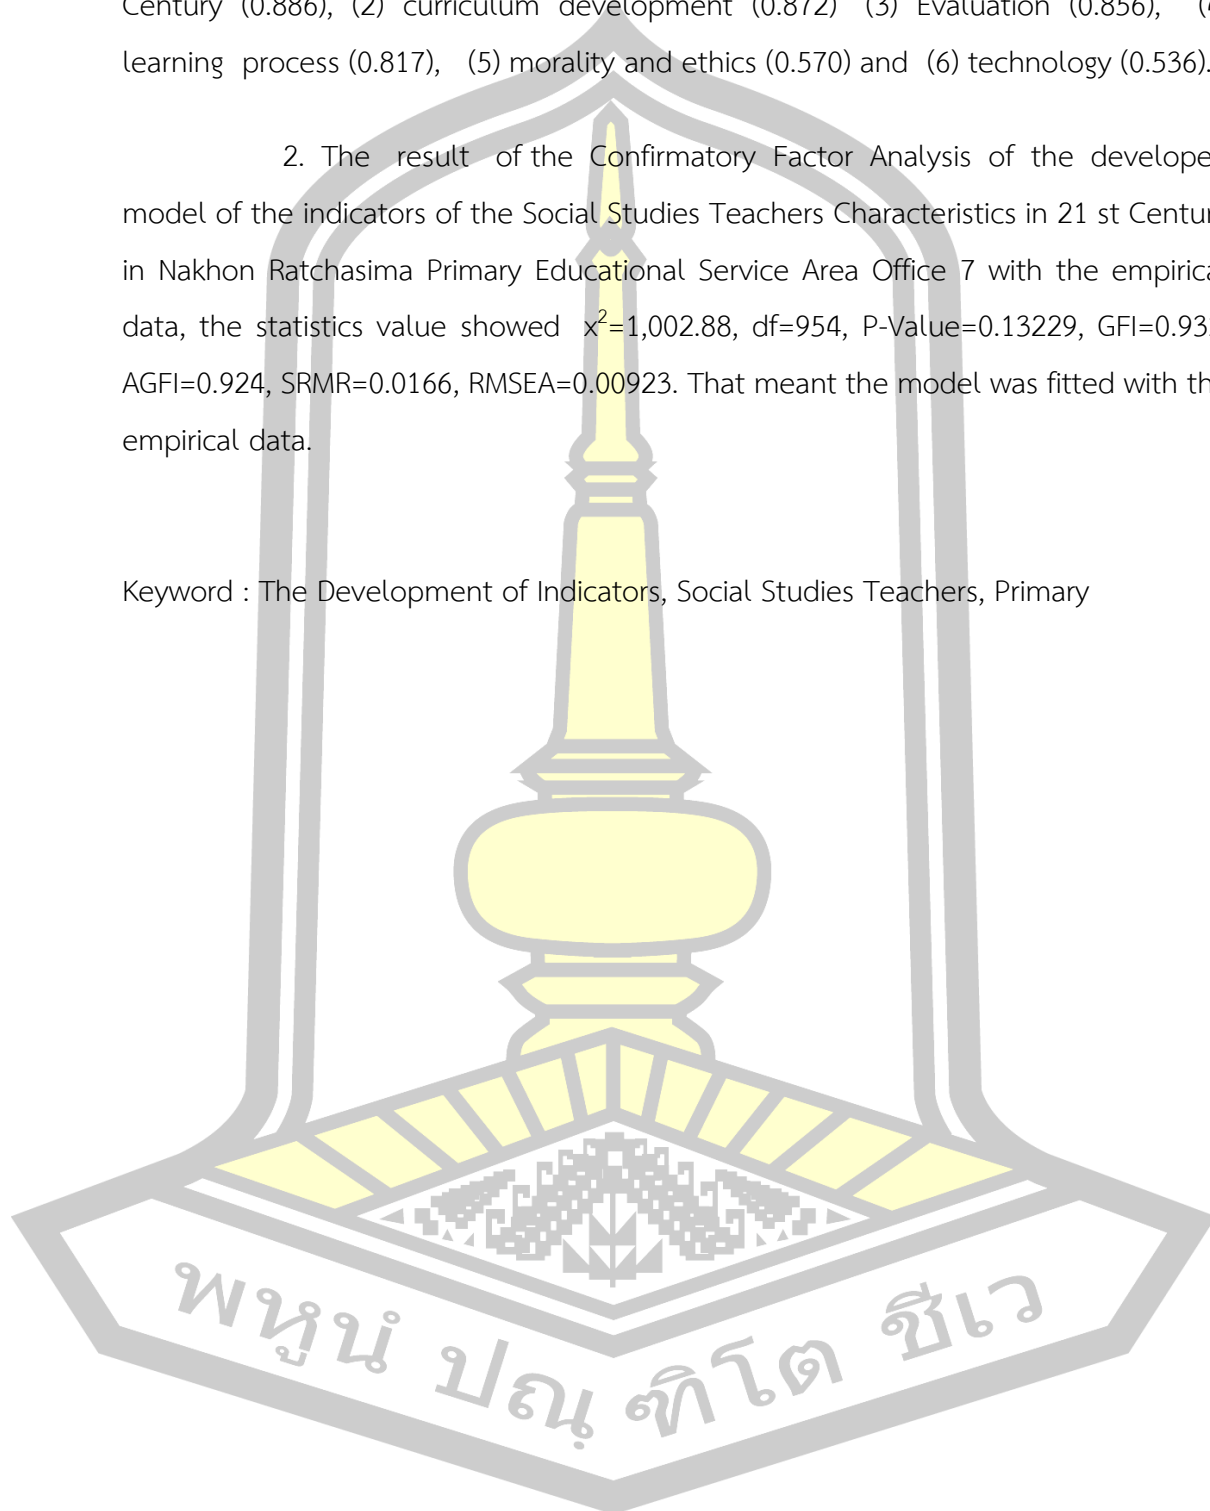 Century (0.886), (2) curriculum development (0.872) (3) Evaluation (0.856), (4
learning process (0.817), (5) morality and ethics (0.570) and (6) technology (0.536).
2. The result of the Confirmatory Factor Analysis of the develope
model of the indicators of the Social Studies Teachers Characteristics in 21 st Centur
in Nakhon Ratchasima Primary Educational Service Area Office 7 with the empirica
data, the statistics value showed x²=1,002.88, df=954, P-Value=0.13229, GFI=0.933
AGFI=0.924, SRMR=0.0166, RMSEA=0.00923. That meant the model was fitted with th
empirical data.
Keyword : The Development of Indicators, Social Studies Teachers, Primary
พหูนํ ปณฺฑิโต ชีเว